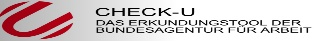 CHECK-U
DAS ERKUNDUNGSTOOL DER
BUNDESAGENTUR FÜR ARBEIT